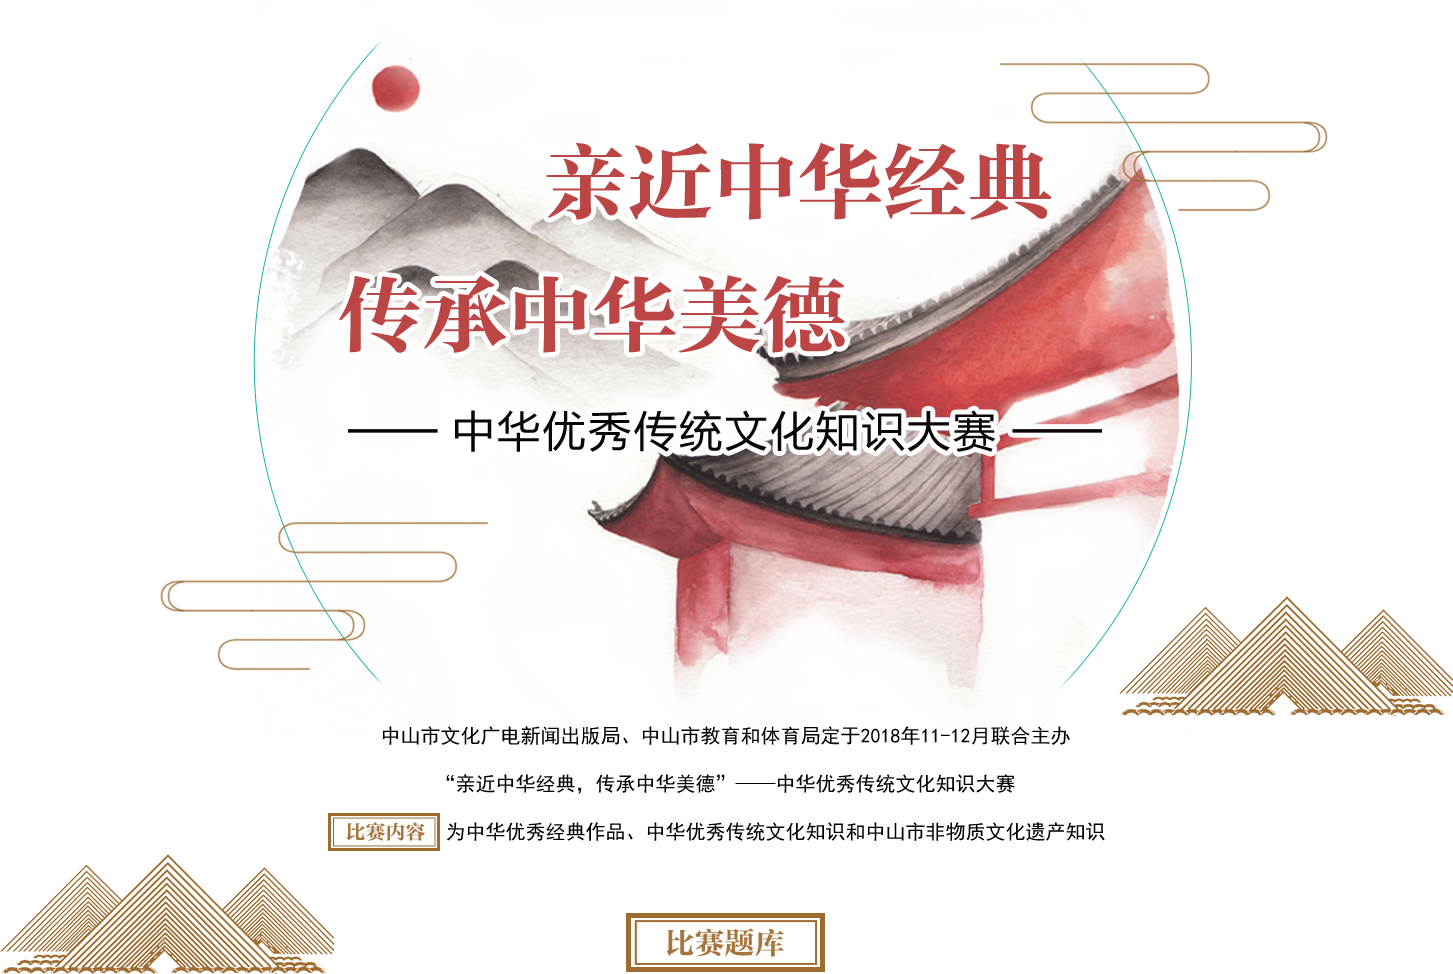 亲近中华经典
传承中华美德
——中华优秀传统文化知识大赛——
中山市文化广电新闻出版局、中山市教育和体育局定于2018年11-12月联合主办
“亲近中华经典，传承中华美德”——中华优秀传统文化知识大赛
比赛内容 为中华优秀经典作品、中华优秀传统文化知识和中山市非物质文化遗产知识
比赛题库